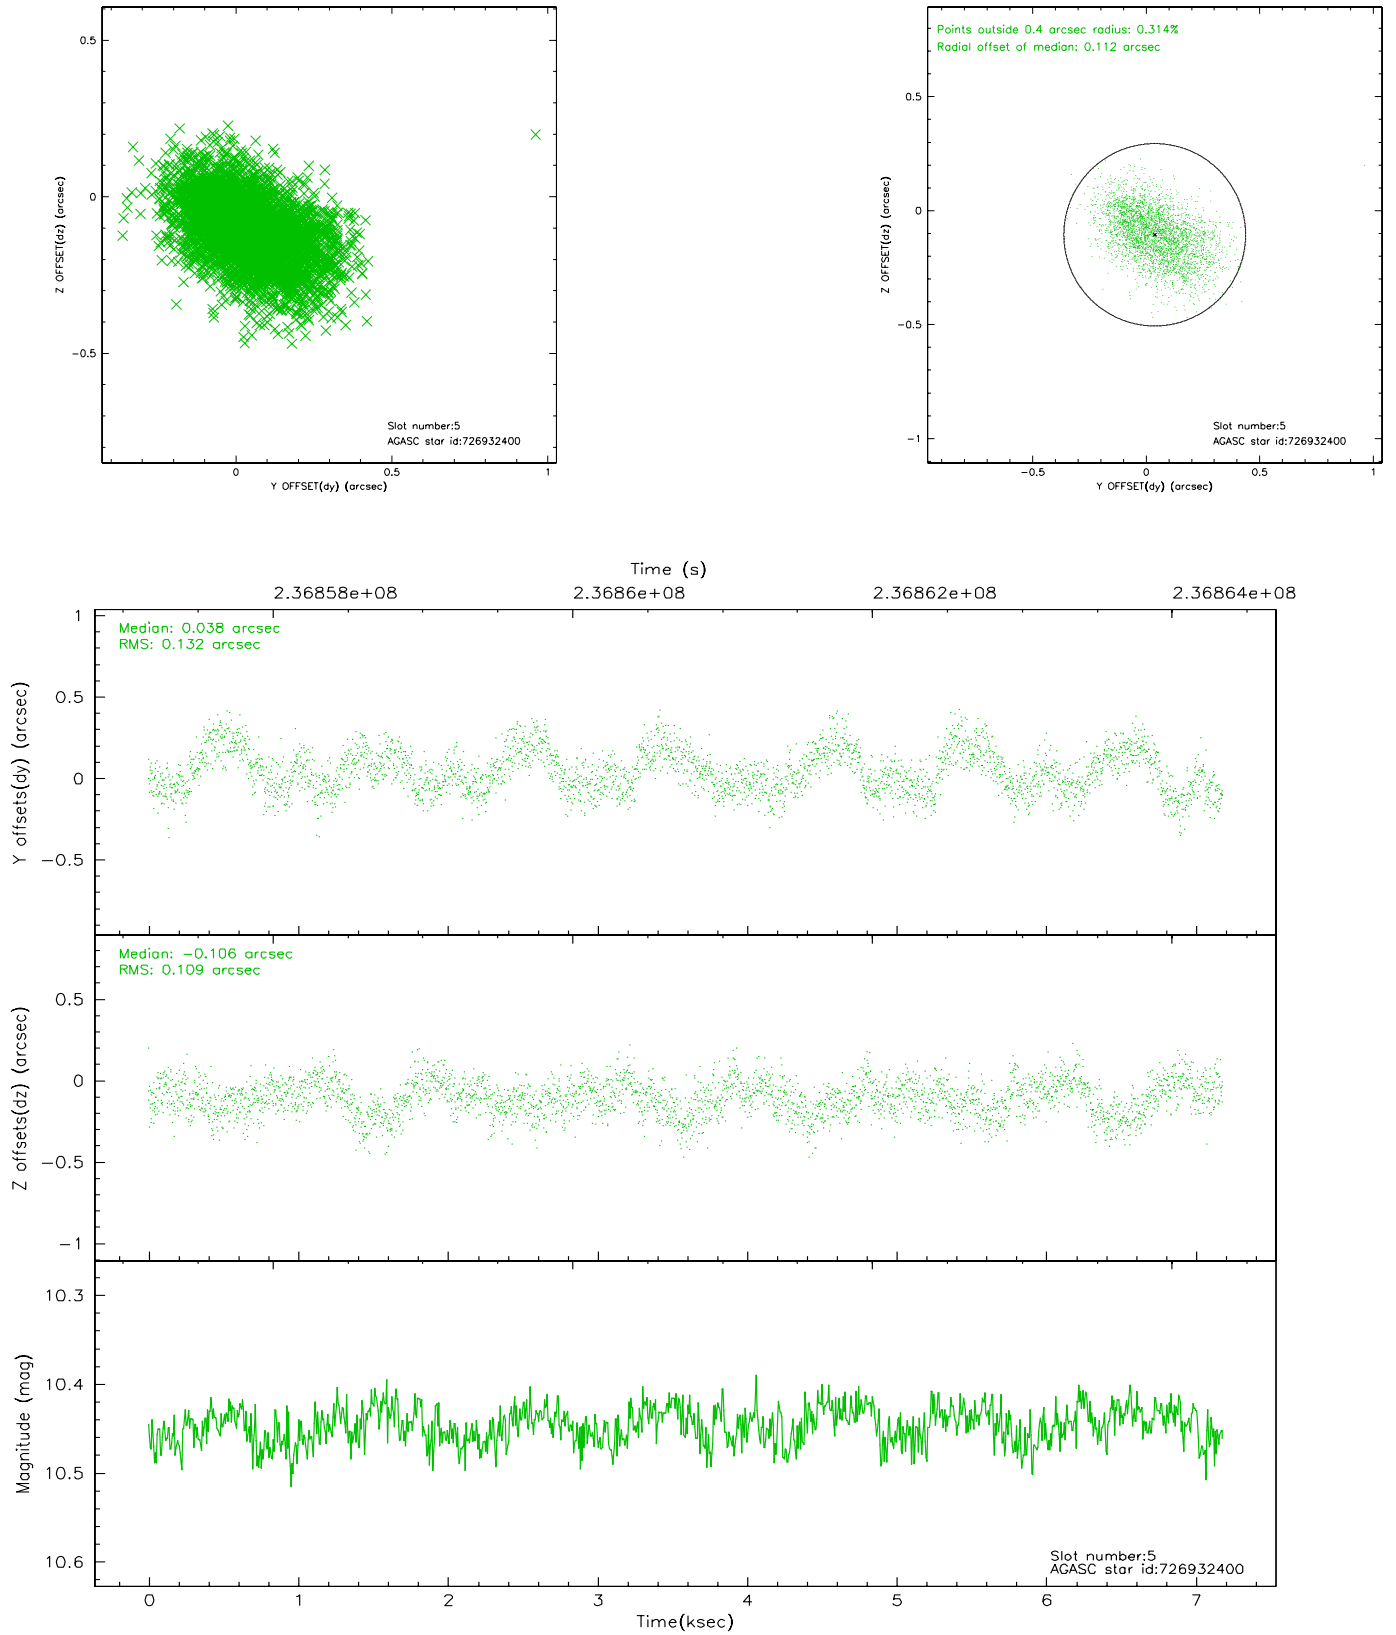 0.5
0
−0.5
Z OFFSET(dz) (arcsec)
0
0.5
1
Y OFFSET(dy) (arcsec)
Slot number:5
AGASC star id:726932400
Points outside 0.4 arcsec radius: 0.314%
Radial offset of median: 0.112 arcsec
0.5
0
−0.5
−1
Z OFFSET(dz) (arcsec)
−0.5
0
0.5
1
Y OFFSET(dy) (arcsec)
Slot number:5
AGASC star id:726932400
Time (s)
2.36858e+08
2.3686e+08
2.36862e+08
2.36864e+08
1
0.5
0
−0.5
Y offsets(dy) (arcsec)
Median: 0.038 arcsec
RMS: 0.132 arcsec
0.5
0
−0.5
−1
Z offsets(dz) (arcsec)
Median: −0.106 arcsec
RMS: 0.109 arcsec
10.3
10.4
10.5
10.6
Magnitude (mag)
Slot number:5
AGASC star id:726932400
0
1
2
3
4
5
6
7
Time(ksec)